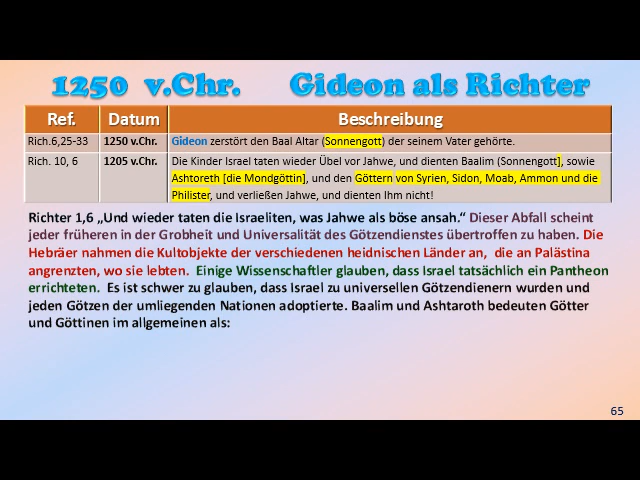 1250 v.Chr. Gideon als Richter
Ref. Datum Beschreibung
Rich.6,25-33 1250 v.Chr. Gideon zerstört den Baal Altar (Sonnengott) der seinem Vater gehörte.
Rich. 10, 6 1205 v.Chr. Die Kinder Israel taten wieder Übel vor Jahwe, und dienten Baalim (Sonnengott], sowie
Ashtoreth [die Mondgöttin], und den Göttern von Syrien, Sidon, Moab, Ammon und die
Philister, und verließen Jahwe, und dienten Ihm nicht!
Richter 1,6 „Und wieder taten die Israeliten, was Jahwe als böse ansah.“ Dieser Abfall scheint
jeder früheren in der Grobheit und Universalität des Götzendienstes übertroffen zu haben. Die
Hebräer nahmen die Kultobjekte der verschiedenen heidnischen Länder an, die an Palästina
angrenzten, wo sie lebten. Einige Wissenschaftler glauben, dass Israel tatsächlich ein Pantheon
errichteten. Es ist schwer zu glauben, dass Israel zu universellen Götzendienern wurden und
jeden Götzen der umliegenden Nationen adoptierte. Baalim und Ashtaroth bedeuten Götter
und Göttinen im allgemeinen als:
65